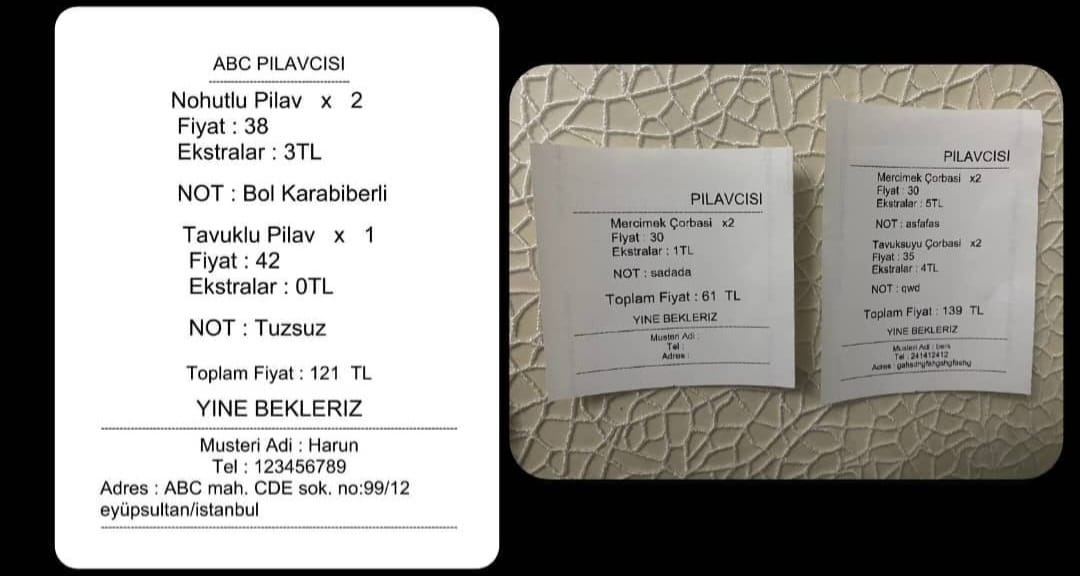 ABC PILAVCISI
Nohutlu Pilav x 2
Fiyat : 38
Ekstralar : 3TL
NOT : Bol Karabiberli
Tavuklu Pilav x 1
Fiyat : 42
Ekstralar : 0TL
NOT : Tuzsuz
Toplam Fiyat : 121 TL
YINE BEKLERIZ
Musteri Adi : Harun
Tel : 123456789
Adres : ABC mah. CDE sok. no:99/12
eyüpsultan/istanbul
PILAVCISI
Mercimek Çorbasi x2
Fiyat : 30
Ekstralar : 1TL
NOT : sadada
Toplam Fiyat : 61 TL
YINE BEKLERIZ
Musteri Adi :
Tel :
Adres :
PILAVCISI
Mercimek Çorbasi x2
Fiyat : 30
Ekstralar : 5TL
NOT : asfafas
Tavuksuyu Çorbasi x2
Fiyat : 35
Ekstralar : 4TL
NOT : qwd
Toplam Fiyat : 139 TL
YINE BEKLERIZ
Musteri Adi :
Tel : 241412412
Adres :